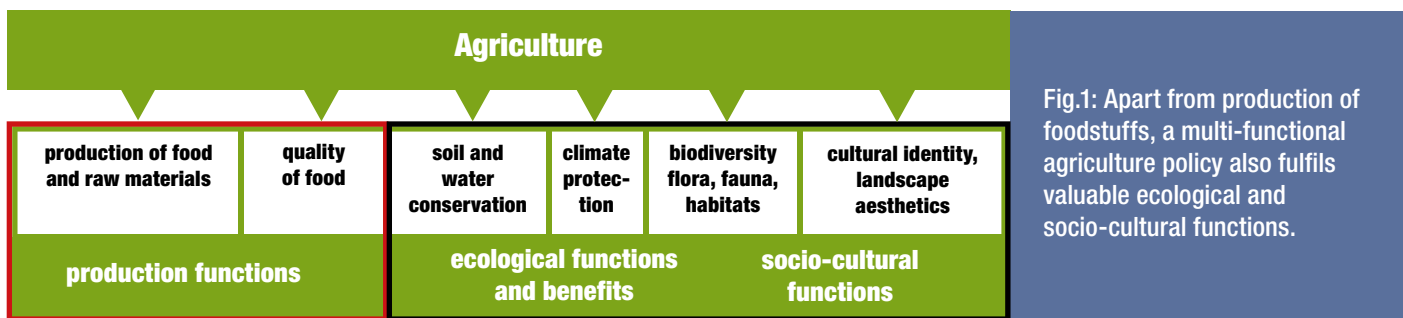 Agriculture
production of food
and raw materials
quality
of food
soil and
water
conservation
climate
protec-
tion
biodiversity
flora, fauna,
habitats
cultural identity,
landscape
aesthetics
production functions
ecological functions
and benefits
socio-cultural
functions
Fig.1: Apart from production of
foodstuffs, a multi-functional
agriculture policy also fulfils
valuable ecological and
socio-cultural functions.